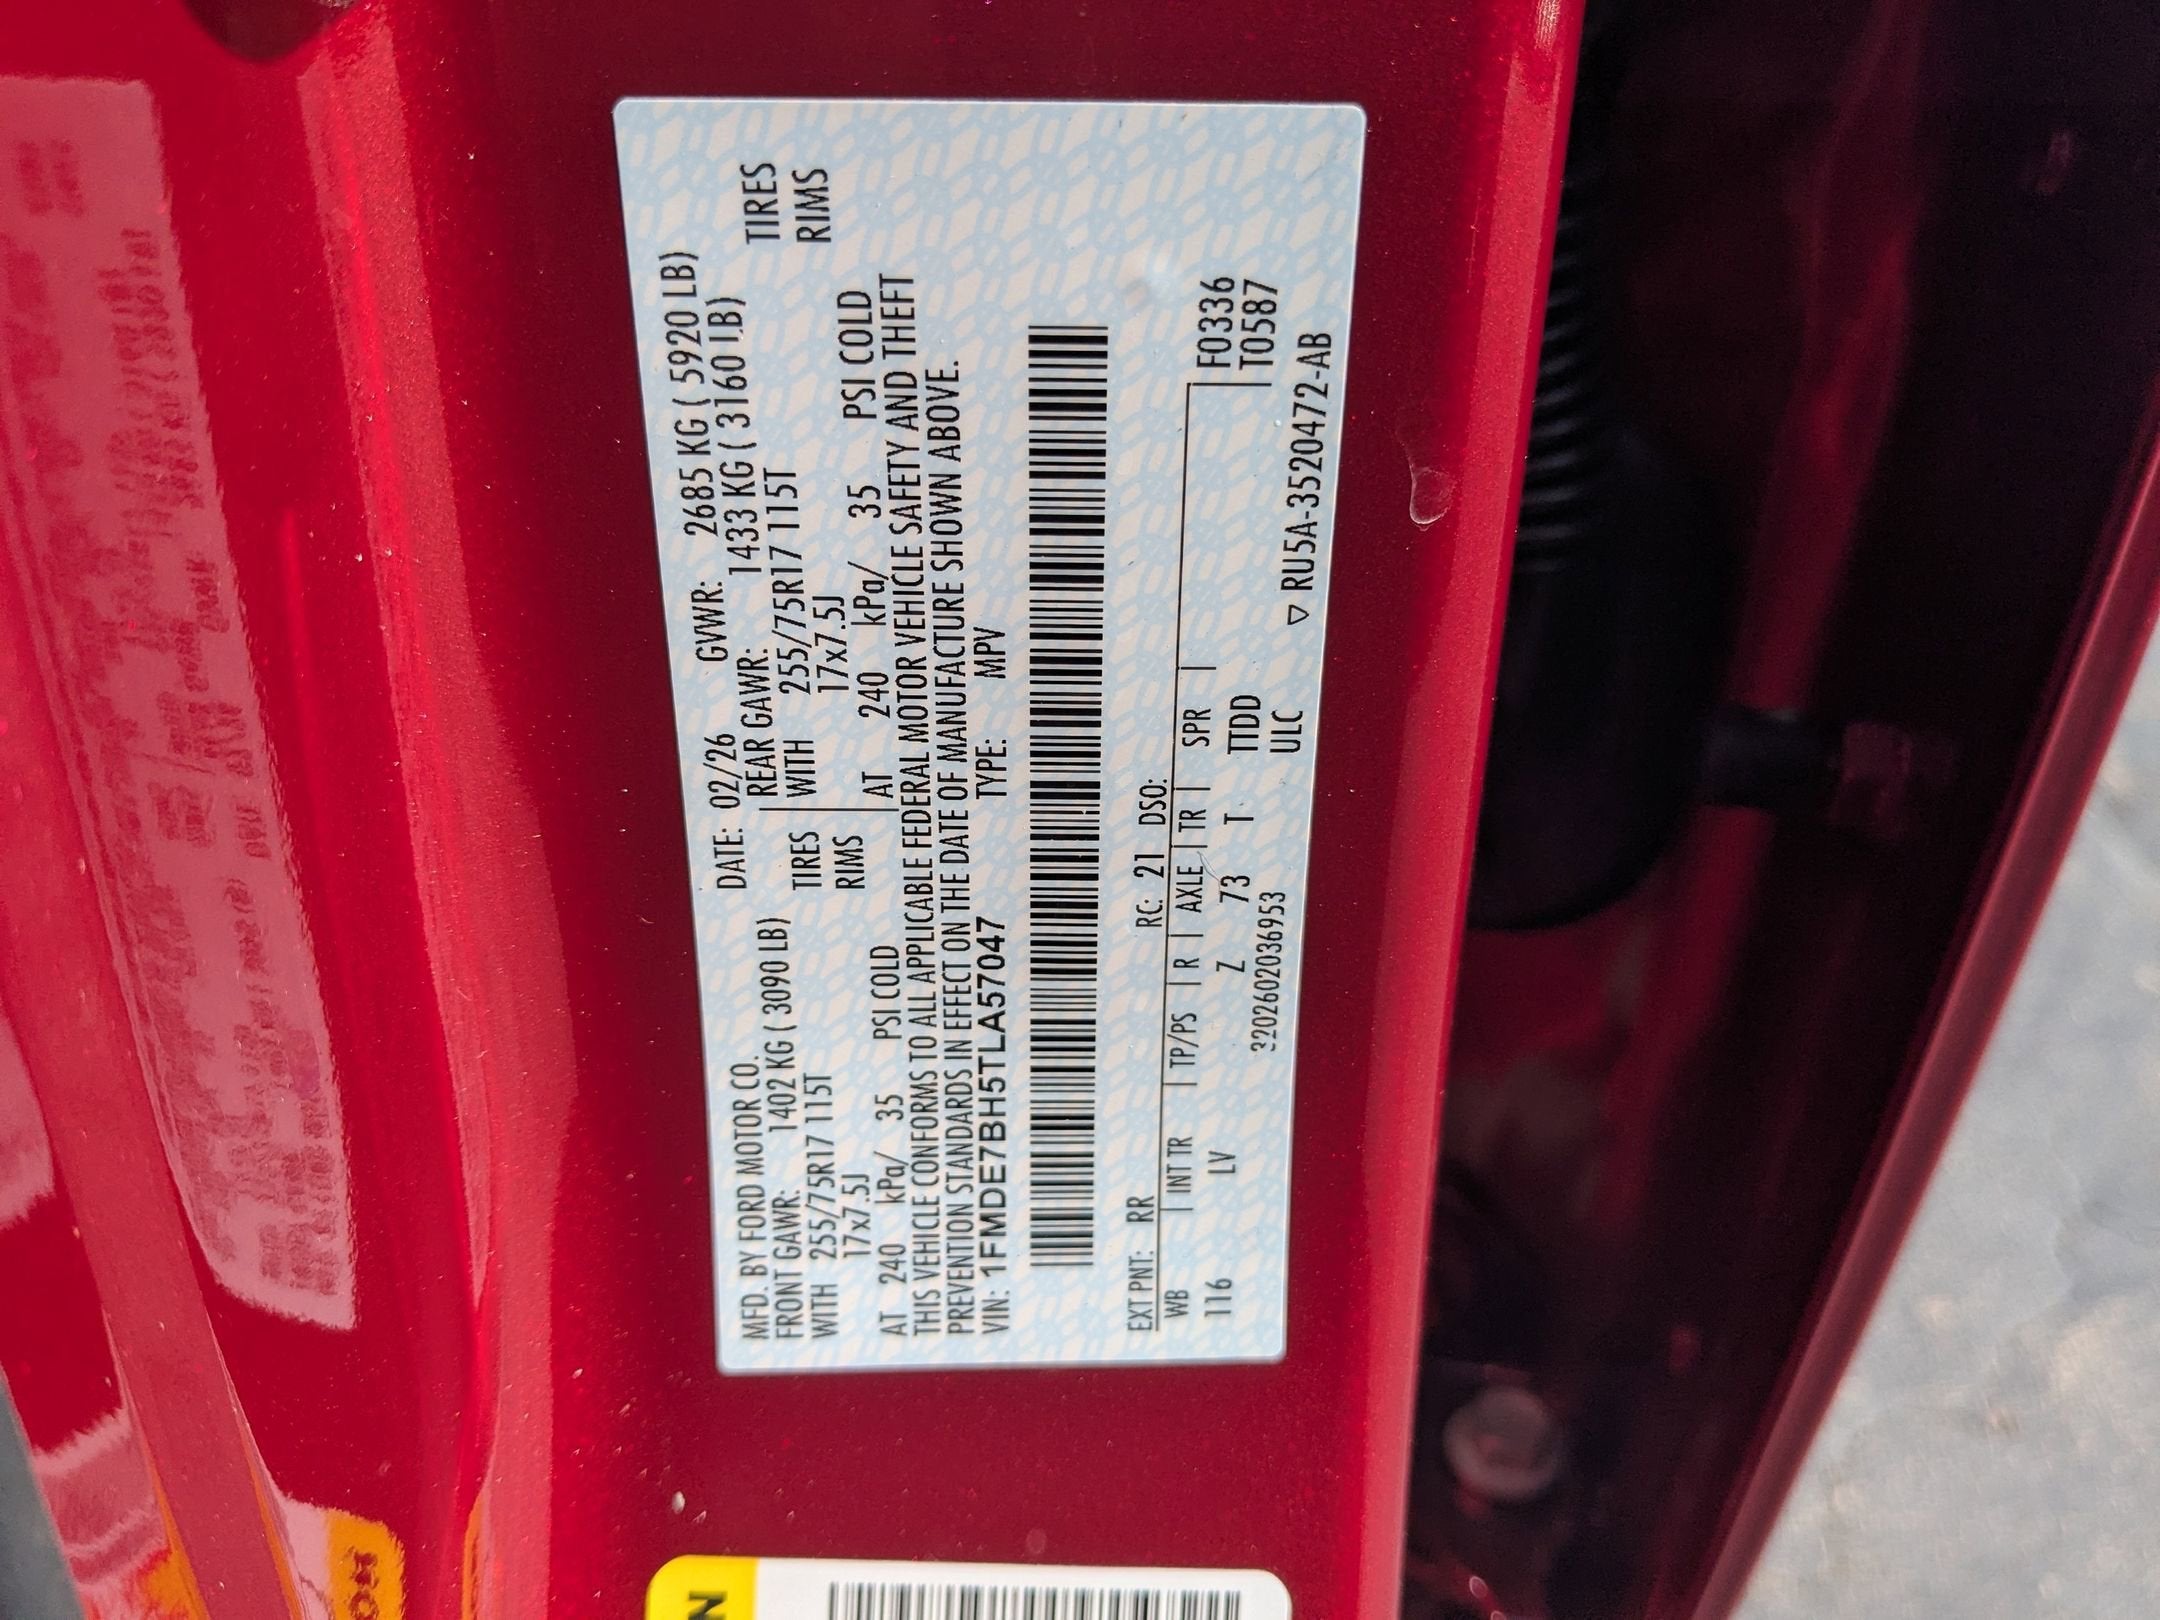 MFD. BY FORD MOTOR CO. DATE: 02/26 GVWR: 2685 KG ( 5920 LB)
FRONT GAWR: 1402 KG ( 3090 LB) REAR GAWR: 1433 KG ( 3160 LB)
WITH 255/75R17 115T TIRES WITH 255/75R17 115T TIRES
17x7.5J RIMS 17x7.5J RIMS
AT 240 kPa/ 35 PSI COLD AT 240 kPa/ 35 PSI COLD
THIS VEHICLE CONFORMS TO ALL APPLICABLE FEDERAL MOTOR VEHICLE SAFETY AND THEFT
PREVENTION STANDARDS IN EFFECT ON THE DATE OF MANUFACTURE SHOWN ABOVE.
VIN: 1FMDE7BH5TLA57047 TYPE: MPV
EXT PNT: RR RC: 21 DSO:
WB INT TR TP/PS R AXLE TR SPR F0336
116 LV Z 73 T TTDD T0587
3202602036953 ULC
▽ RU5A-3520472-AB